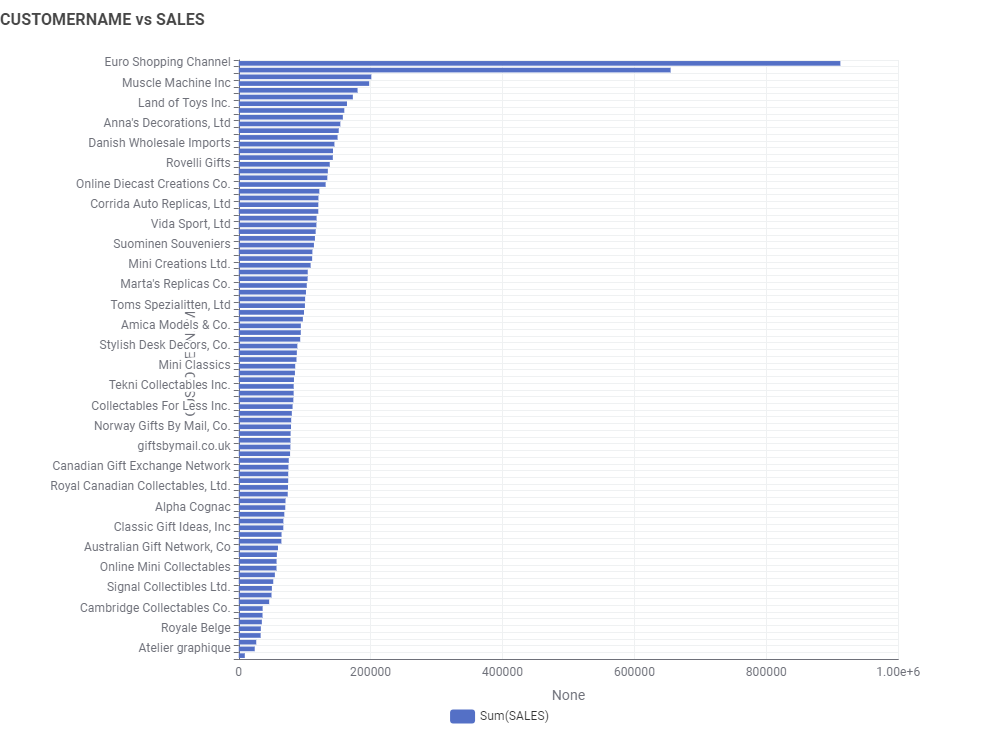 CUSTOMERNAME vs SALES
Euro Shopping Channel
Muscle Machine Inc
Land of Toys Inc.
Anna's Decorations, Ltd
Danish Wholesale Imports
Rovelli Gifts
Online Diecast Creations Co.
Corrida Auto Replicas, Ltd
Vida Sport, Ltd
Suominen Souveniers
Mini Creations Ltd.
Marta's Replicas Co.
Toms Spezialitten, Ltd
Amica Models & Co.
Stylish Desk Decors, Co.
Mini Classics
Tekni Collectables Inc.
Collectables For Less Inc.
Norway Gifts By Mail, Co.
giftsbymail.co.uk
Canadian Gift Exchange Network
Royal Canadian Collectables, Ltd.
Alpha Cognac
Classic Gift Ideas, Inc
Australian Gift Network, Co
Online Mini Collectables
Signal Collectibles Ltd.
Cambridge Collectables Co.
Royale Belge
Atelier graphique
0 200000 400000 600000 800000 1.00e+6
None
Sum(SALES)